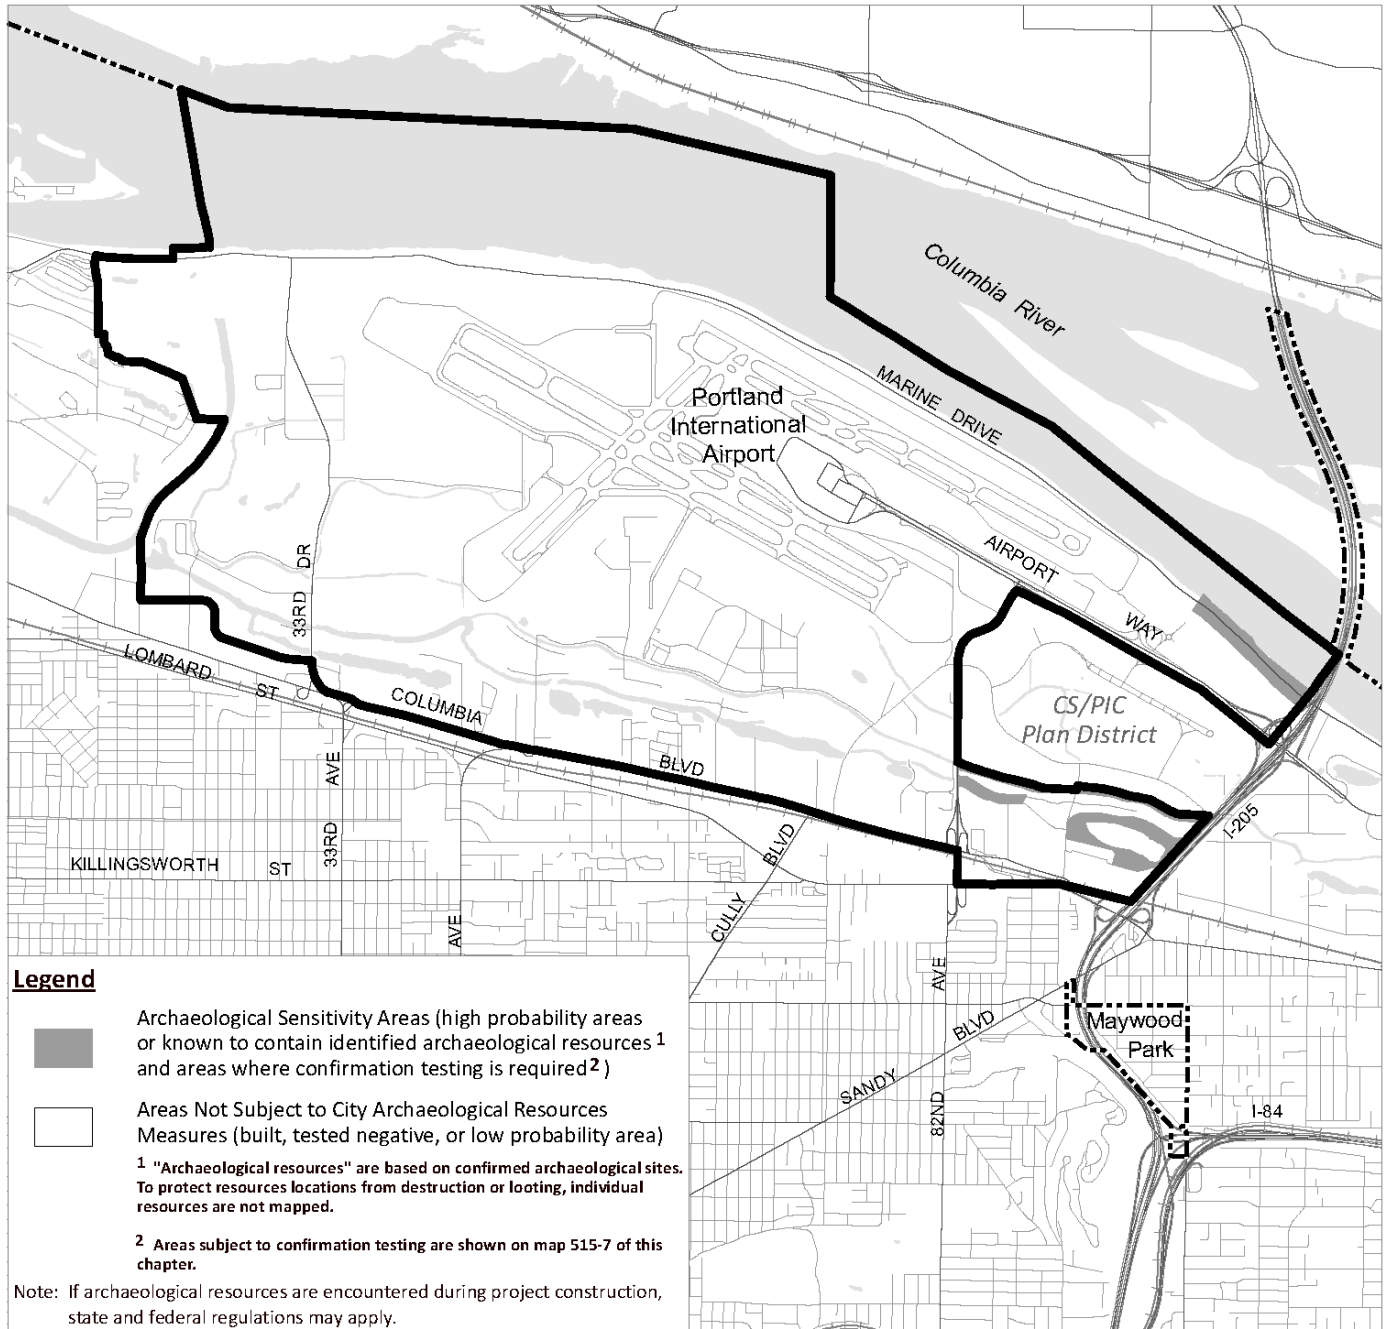 Columbia River
MARINE DRIVE
Portland
International
Airport
AIRPORT
WAY
33RD DR
CS/PIC
Plan District
LOMBARD ST
COLUMBIA
BLVD
I-205
33RD AVE
KILLINGSWORTH ST
CULLY BLVD
AVE
82ND AVE
SANDY BLVD
Maywood
Park
I-84
Legend
Archaeological Sensitivity Areas (high probability areas
or known to contain identified archaeological resources 1
and areas where confirmation testing is required 2 )
Areas Not Subject to City Archaeological Resources
Measures (built, tested negative, or low probability area)
1 "Archaeological resources" are based on confirmed archaeological sites.
To protect resources locations from destruction or looting, individual
resources are not mapped.
2 Areas subject to confirmation testing are shown on map 515-7 of this
chapter.
Note: If archaeological resources are encountered during project construction,
state and federal regulations may apply.